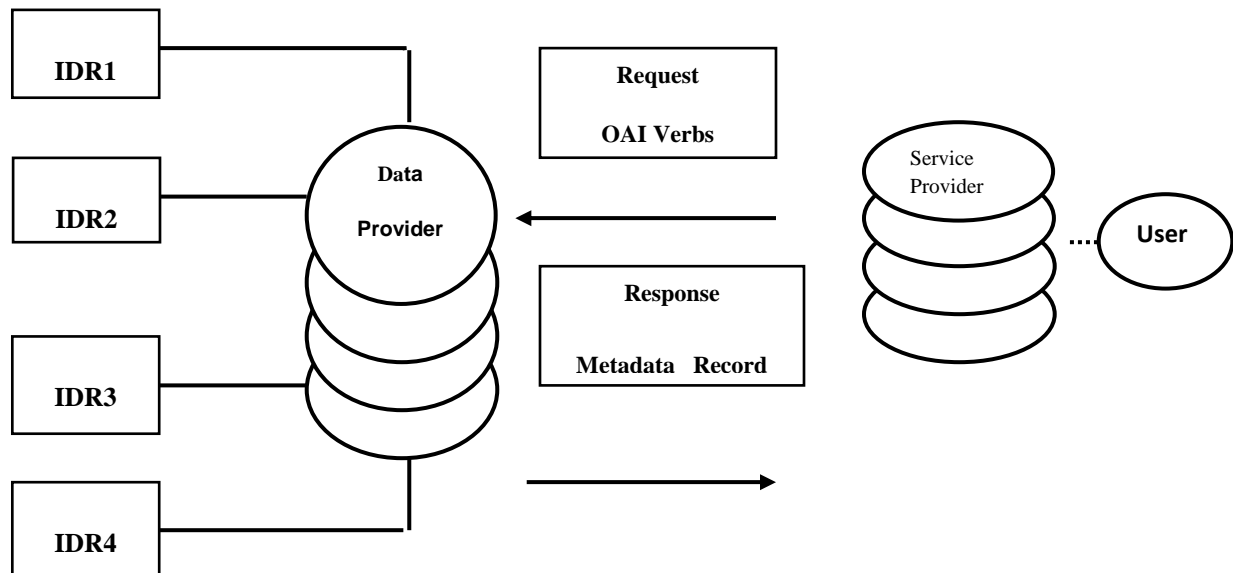 IDR1
IDR2
IDR3
IDR4
Data
Provider
Request
OAI Verbs
Response
Metadata Record
Service
Provider
User